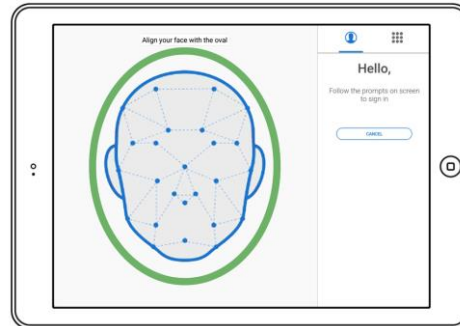 Align your face with the oval
Hello,
Follow the prompts on screen
to sign in
CANCEL